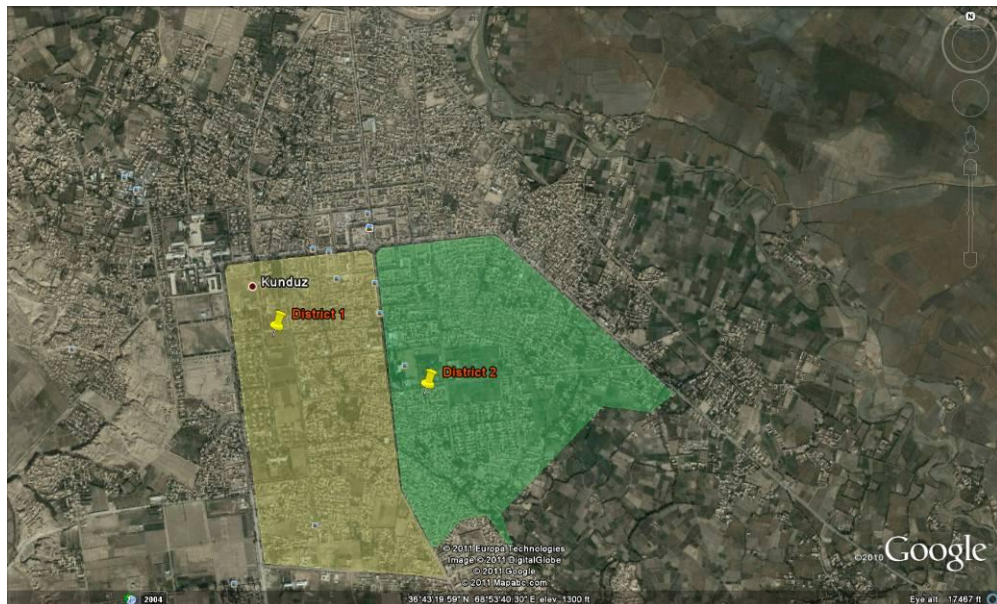 N
Kunduz
District 1
District 2
© 2011 Europa Technologies
Image © 2011 DigitalGlobe
© 2011 Google
© 2011 Mapabc.com
©2010 Google
2004
36°43'19.59" N 68°53'40.30" E elev 1300 ft
Eye alt 17467 ft